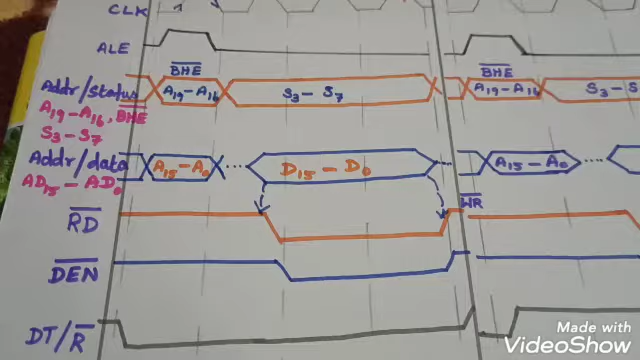 CLK
ALE
BHE
BHE
Addr/status
A19-A16
S3-S7
A19-A16
S3-S
A19-A16, BHE
S3-S7
Addr/data
A15-A0
D15-D0
A15-A0
AD15-AD0
WR
RD
DEN
DT/R
Made with
VideoShow